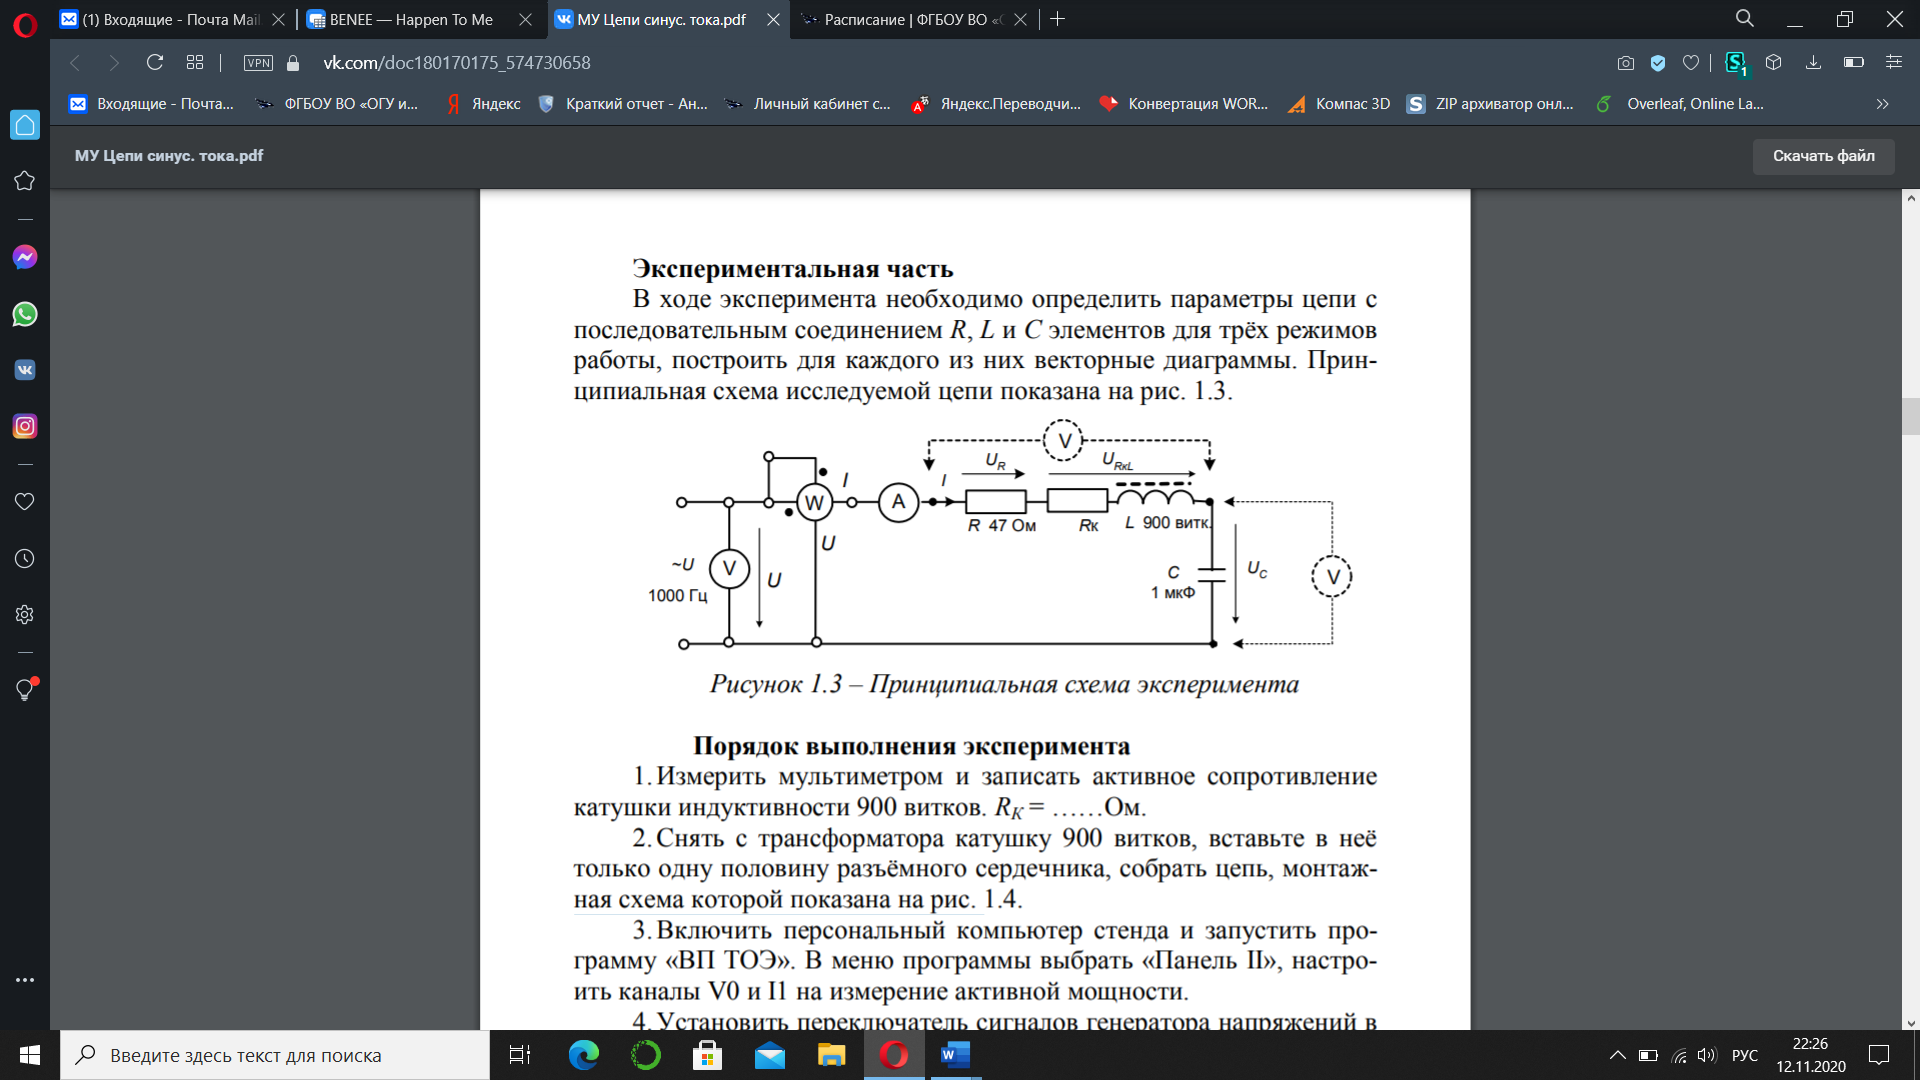 (1) Входящие - Почта Mai
BENEE — Happen To Me
МУ Цепи синус. тока.pdf
Расписание | ФГБОУ ВО «
VPN
vk.com/doc180170175_574730658
1
Входящие - Почта...
ФГБОУ ВО «ОГУ и...
Яндекс
Краткий отчет - Ан...
Личный кабинет с...
Яндекс.Переводчи...
Конвертация WOR...
Компас 3D
ZIP архиватор онл...
Overleaf, Online La...
МУ Цепи синус. тока.pdf
Скачать файл
Экспериментальная часть
В ходе эксперимента необходимо определить параметры цепи с
последовательным соединением R, L и C элементов для трёх режимов
работы, построить для каждого из них векторные диаграммы. Прин-
ципиальная схема исследуемой цепи показана на рис. 1.3.
V
U_R
U_RкL
I
I
W
A
R 47 Ом
Rк
L 900 витк.
U
~U
V
U
1000 Гц
C
1 мкФ
U_C
V
Рисунок 1.3 – Принципиальная схема эксперимента
Порядок выполнения эксперимента
1. Измерить мультиметром и записать активное сопротивление
катушки индуктивности 900 витков. R_K = ……Ом.
2. Снять с трансформатора катушку 900 витков, вставьте в неё
только одну половину разъёмного сердечника, собрать цепь, монтаж-
ная схема которой показана на рис. 1.4.
3. Включить персональный компьютер стенда и запустить про-
грамму «ВП ТОЭ». В меню программы выбрать «Панель II», настро-
ить каналы V0 и I1 на измерение активной мощности.
4. Установить переключатель сигналов генератора напряжений в
Введите здесь текст для поиска
РУС
22:26
12.11.2020